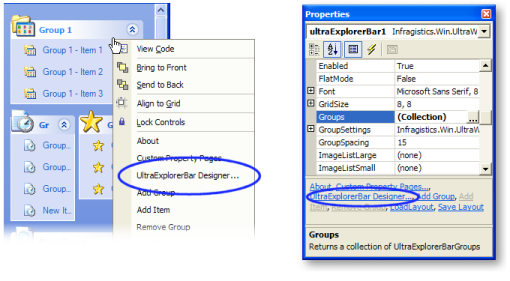 Group 1
Group 1 - Item 1
Group 1 - Item 2
Group 1 - Item 3
Gr
G
Group..
Group..
Group..
New It..
View Code
Bring to Front
Send to Back
Align to Grid
Lock Controls
About
Custom Property Pages...
UltraExplorerBar Designer...
Add Group
Add Item
Remove Group
Properties
ultraExplorerBar1 Infragistics.Win.UltraW
Enabled True
FlatMode False
Font Microsoft Sans Serif, 8
GridSize 8, 8
Groups (Collection) ...
GroupSettings Infragistics.Win.UltraW
GroupSpacing 15
ImageListLarge (none)
ImageListSmall (none)
About, Custom Property Pages...,
UltraExplorerBar Designer..., Add Group, Add
Item, Remove Group, LoadLayout, Save Layout
Groups
Returns a collection of UltraExplorerBarGroups